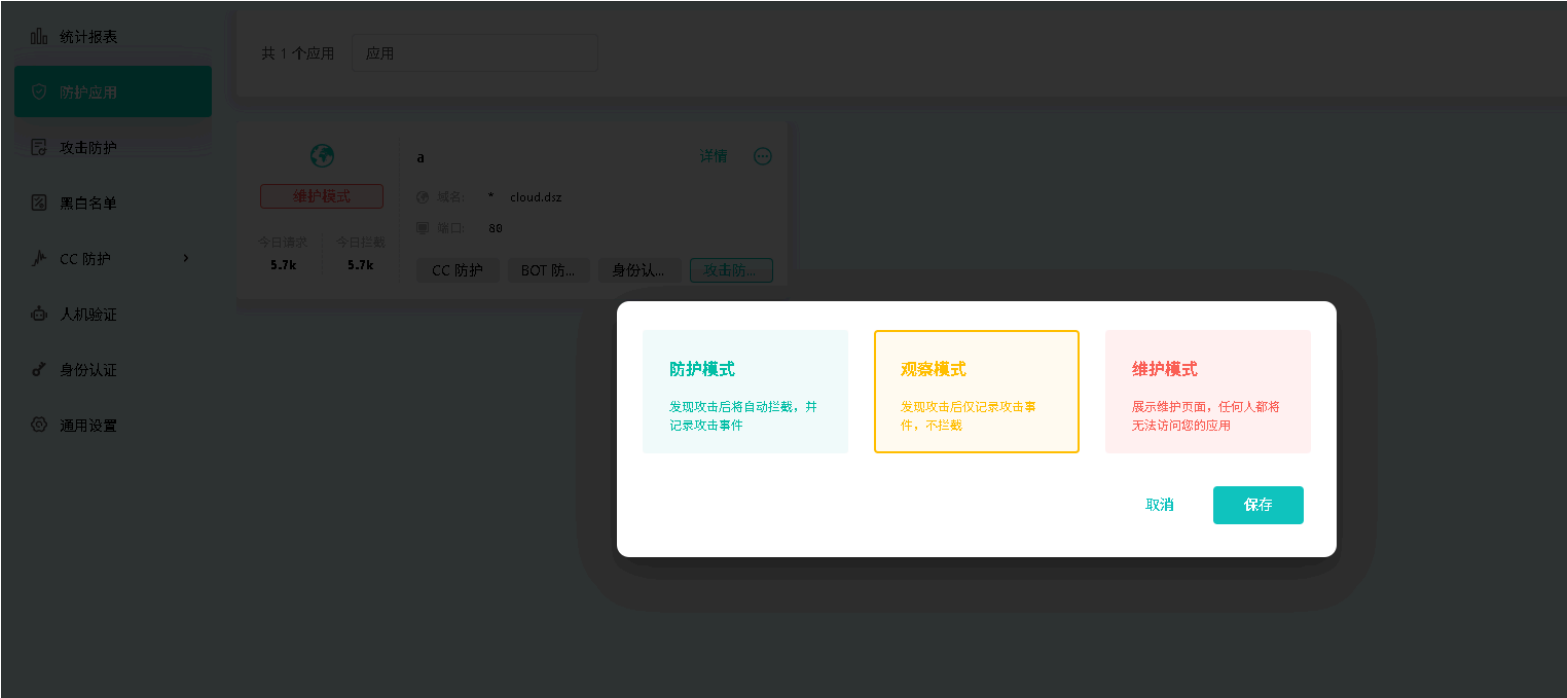 统计报表
防护应用
攻击防护
黑白名单
CC 防护
人机验证
身份认证
通用设置
共 1 个应用 应用
维护模式
今日请求 今日拦截
5.7k 5.7k
a 详情
域名: * cloud.dsz
端口: 80
CC 防护 BOT 防... 身份认... 攻击防...
防护模式
发现攻击后将自动拦截，并
记录攻击事件
观察模式
发现攻击后仅记录攻击事
件，不拦截
维护模式
展示维护页面，任何人都将
无法访问您的应用
取消 保存